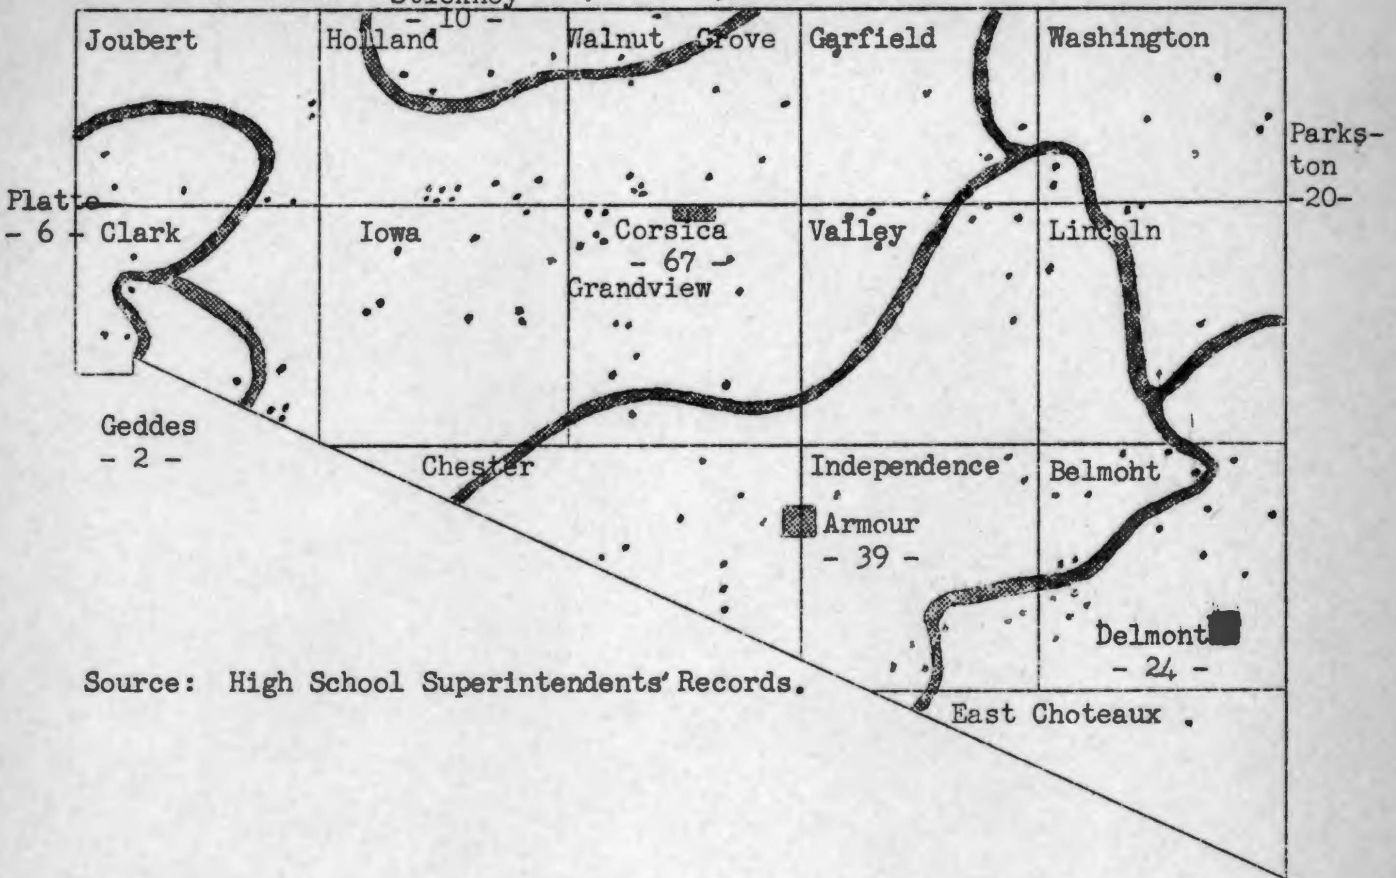 - 10 -
Joubert
Holland
Walnut Grove
Garfield
Washington
Parks-
ton
-20-
Platte
- 6 -
Clark
Iowa
Corsica
- 67 -
Grandview
Valley
Lincoln
Geddes
- 2 -
Chester
Independence
Belmont
Armour
- 39 -
Delmont
- 24 -
Source: High School Superintendents' Records.
East Choteaux